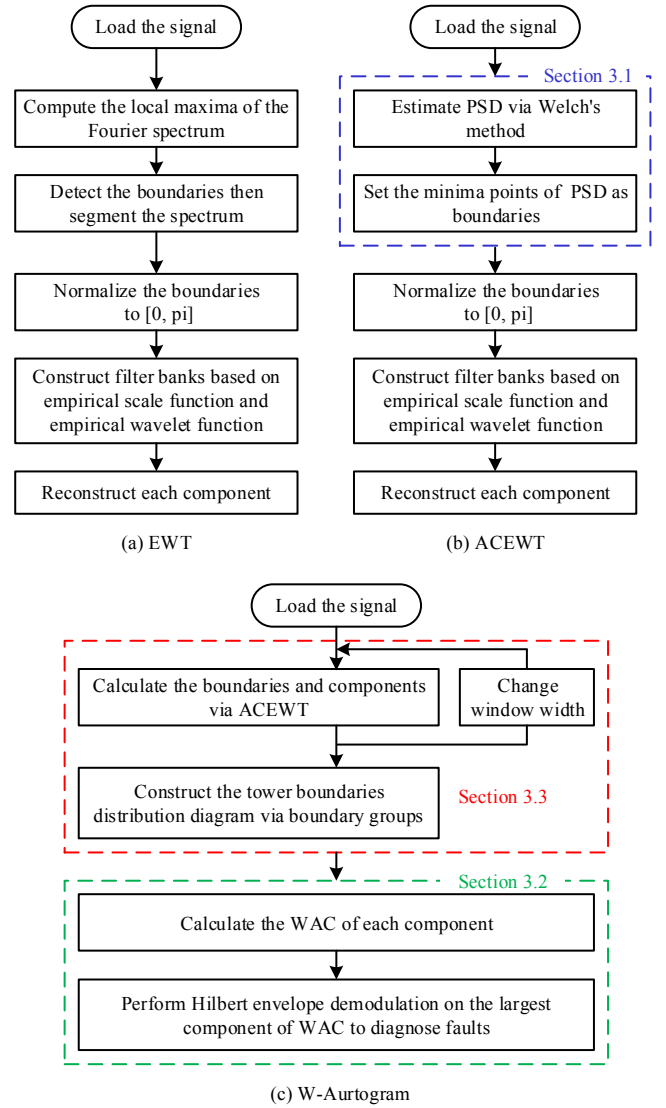 Load the signal
Compute the local maxima of the
Fourier spectrum
Detect the boundaries then
segment the spectrum
Normalize the boundaries
to [0, pi]
Construct filter banks based on
empirical scale function and
empirical wavelet function
Reconstruct each component
(a) EWT
Load the signal
Section 3.1
Estimate PSD via Welch's
method
Set the minima points of PSD as
boundaries
Normalize the boundaries
to [0, pi]
Construct filter banks based on
empirical scale function and
empirical wavelet function
Reconstruct each component
(b) ACEWT
Load the signal
Calculate the boundaries and components
via ACEWT
Change
window width
Construct the tower boundaries
distribution diagram via boundary groups
Section 3.3
Section 3.2
Calculate the WAC of each component
Perform Hilbert envelope demodulation on the largest
component of WAC to diagnose faults
(c) W-Aurtogram